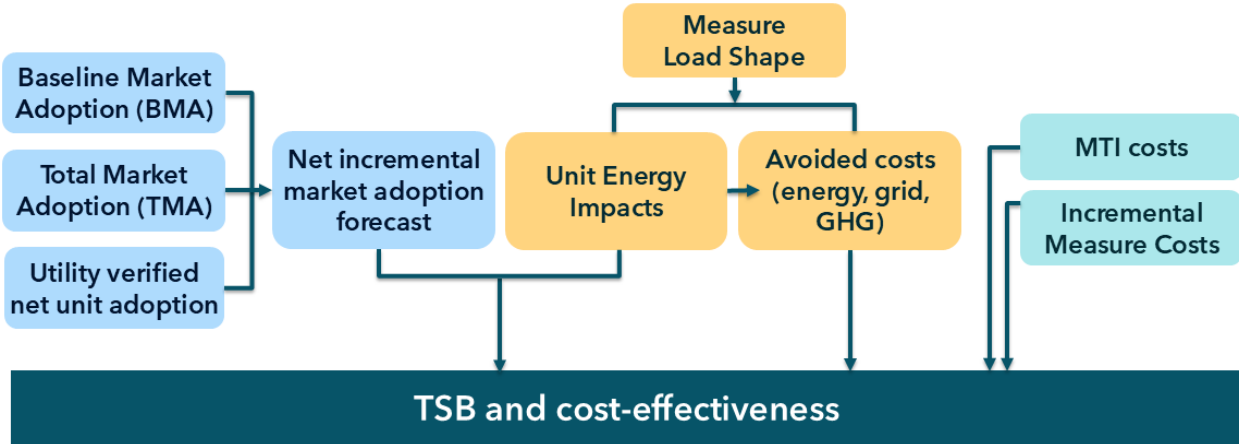 Measure
Load Shape
Baseline Market
Adoption (BMA)
Total Market
Adoption (TMA)
Utility verified
net unit adoption
Net incremental
market adoption
forecast
Unit Energy
Impacts
Avoided costs
(energy, grid,
GHG)
MTI costs
Incremental
Measure Costs
TSB and cost-effectiveness